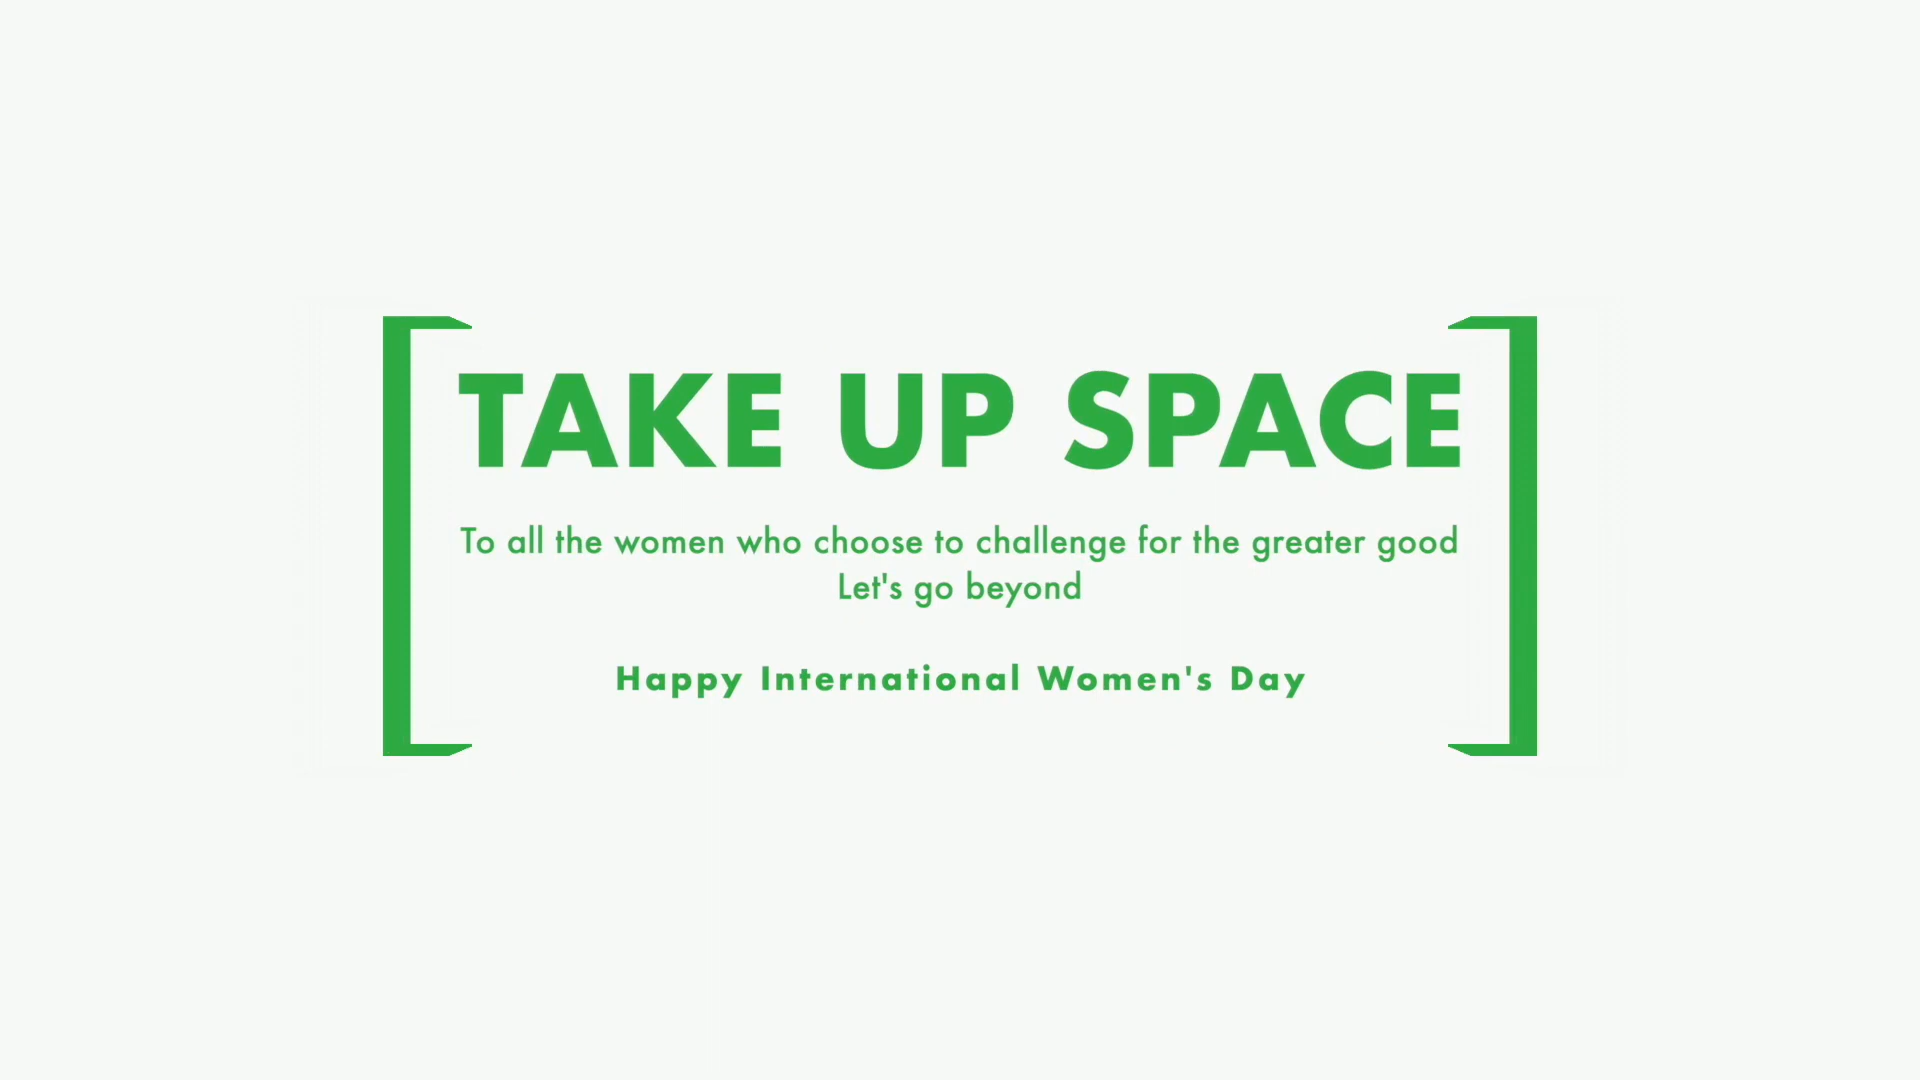 TAKE UP SPACE
To all the women who choose to challenge for the greater good
Let's go beyond
Happy International Women's Day